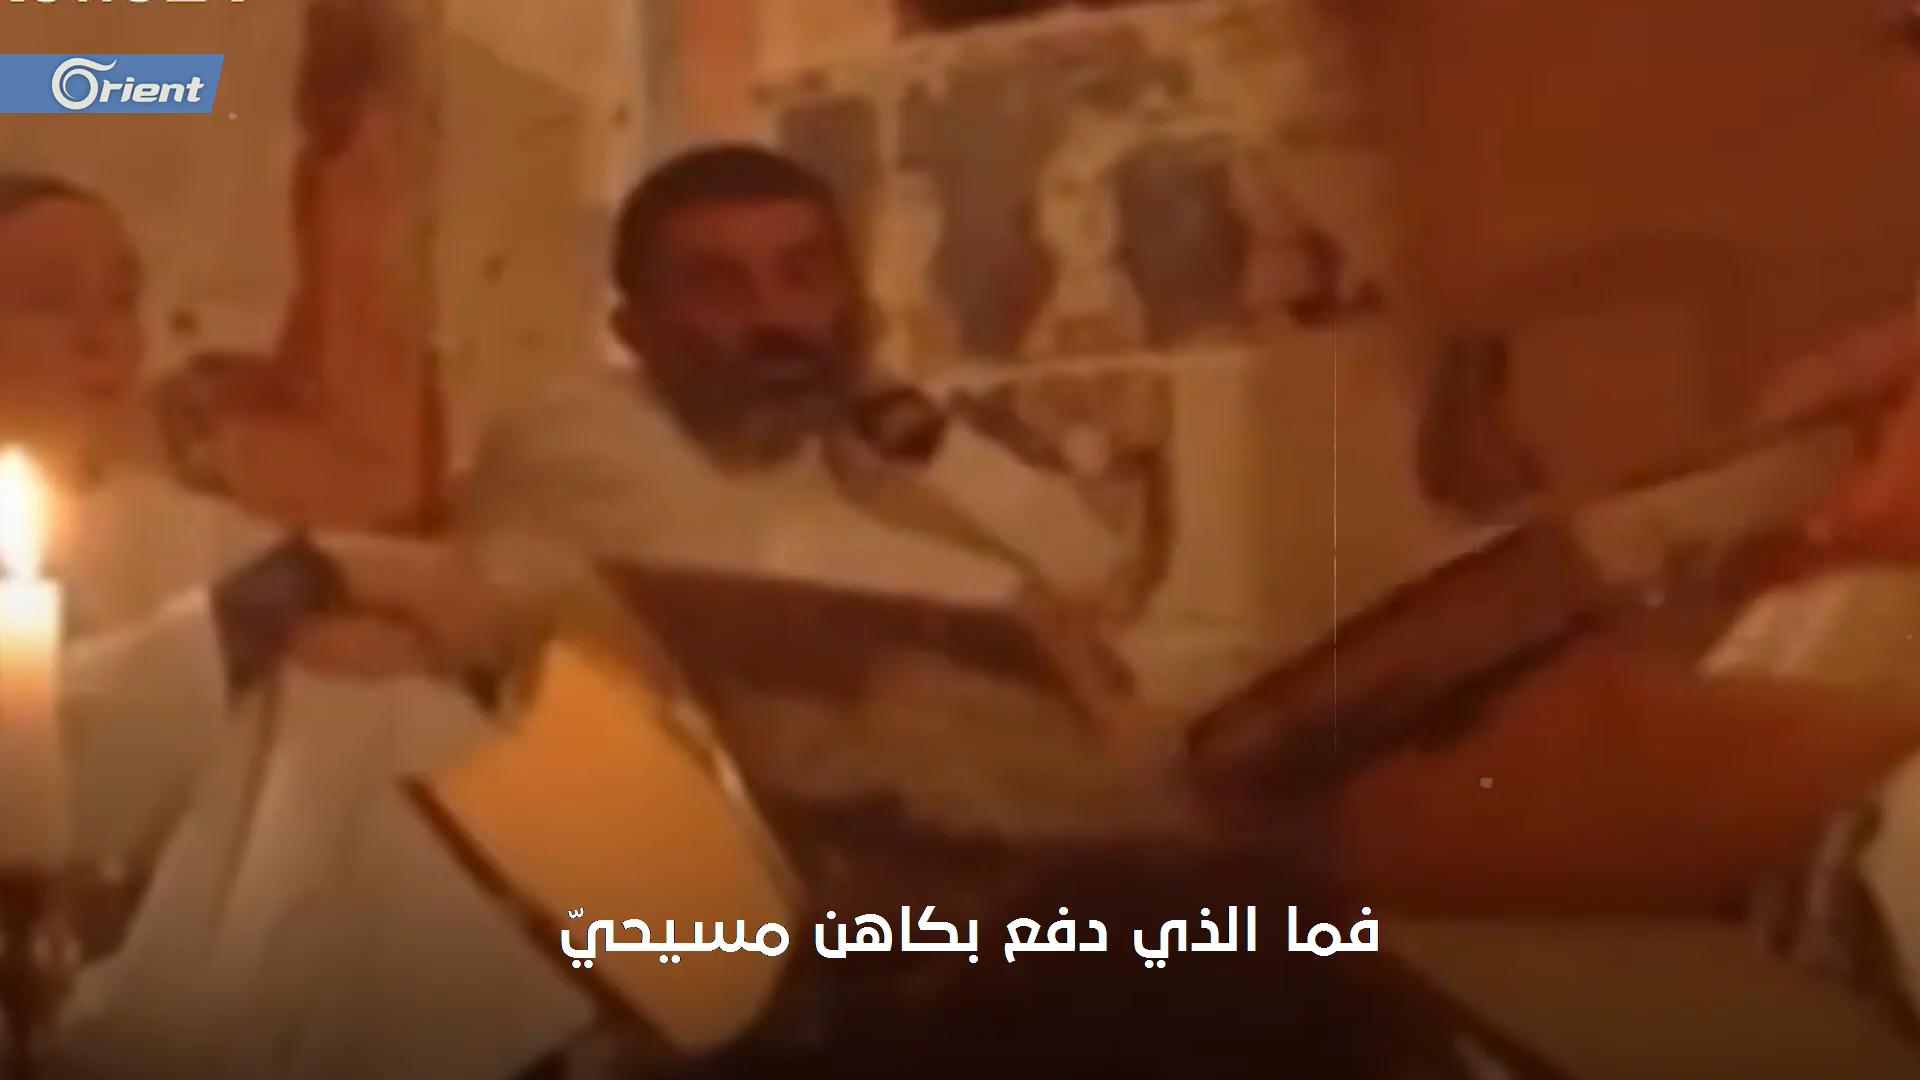 Orient
فما الذي دفع بكاهن مسيحيّ